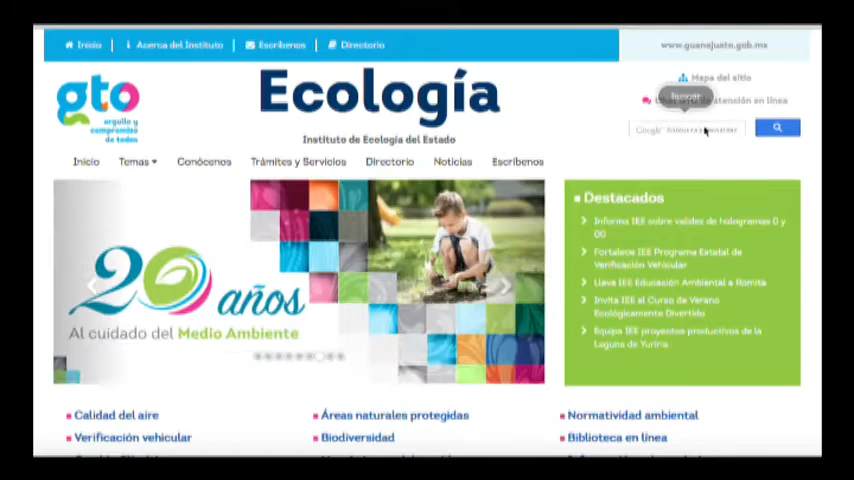 Inicio
Acerca del Instituto
Escríbenos
Directorio
www.guanajuato.gob.mx
gto
orgullo y
compromiso
de todos
Ecología
Instituto de Ecología del Estado
Mapa del sitio
buscar
atención en línea
Google
Inicio
Temas
Conócenos
Trámites y Servicios
Directorio
Noticias
Escríbenos
20 años
Al cuidado del Medio Ambiente
Destacados
Informa IEE sobre validez de hologramas 0 y
00
Fortalece IEE Programa Estatal de
Verificación Vehicular
Lleva IEE Educación Ambiental a Romita
Invita IEE al Curso de Verano
Ecológicamente Divertido
Equipa IEE proyectos productivos de la
Laguna de Yuriria
Calidad del aire
Áreas naturales protegidas
Normatividad ambiental
Verificación vehicular
Biodiversidad
Biblioteca en línea